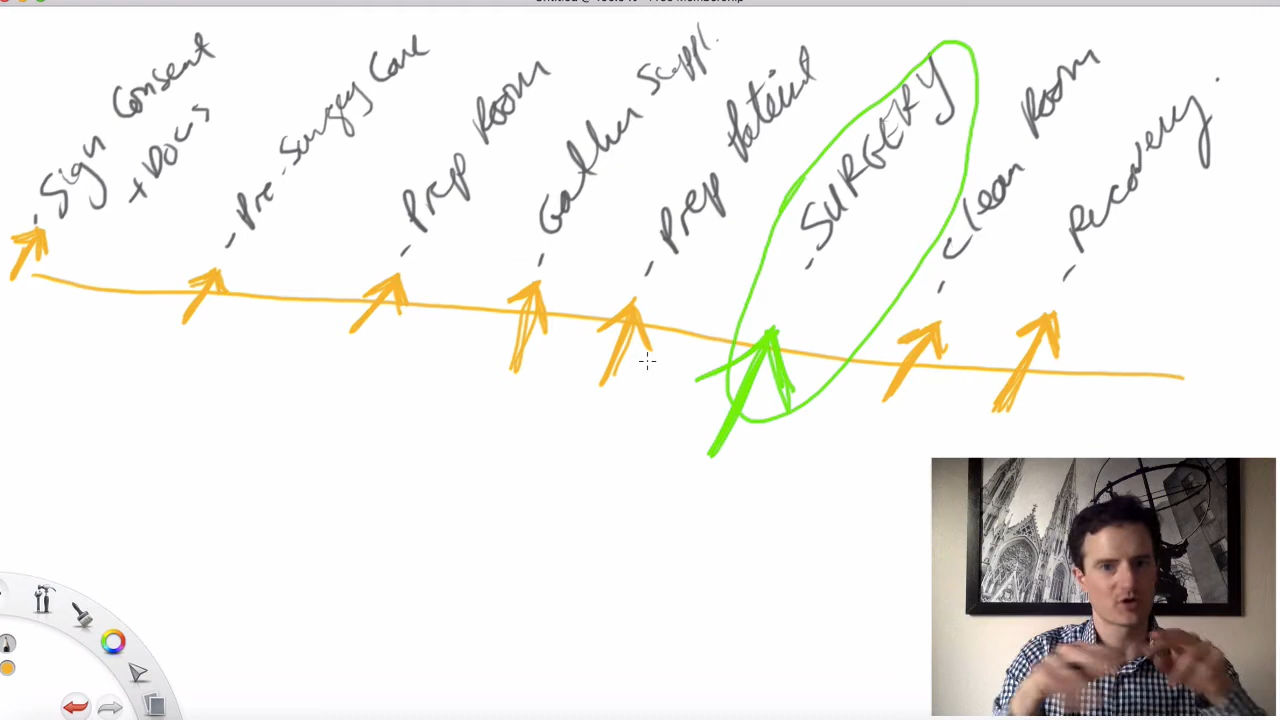 - Sign Consent
+ Docs
- Pre-Surgery Care
- Prep Room
- Gather Suppl.
- Prep Patient
- SURGERY
- Clean Room
- Recovery.